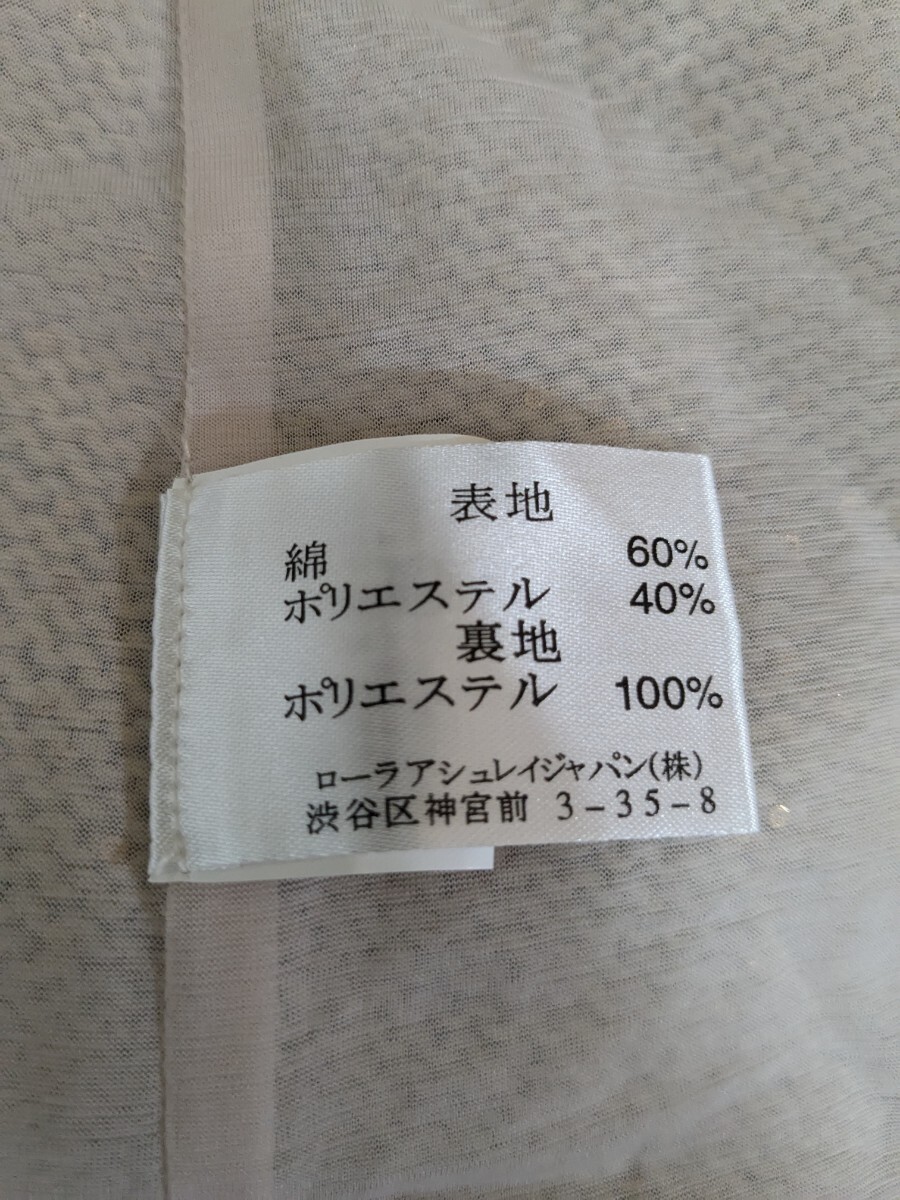 表地
綿 60%
ポリエステル 40%
裏地
ポリエステル 100%
ローラアシュレイジャパン(株)
渋谷区神宮前 3-35-8